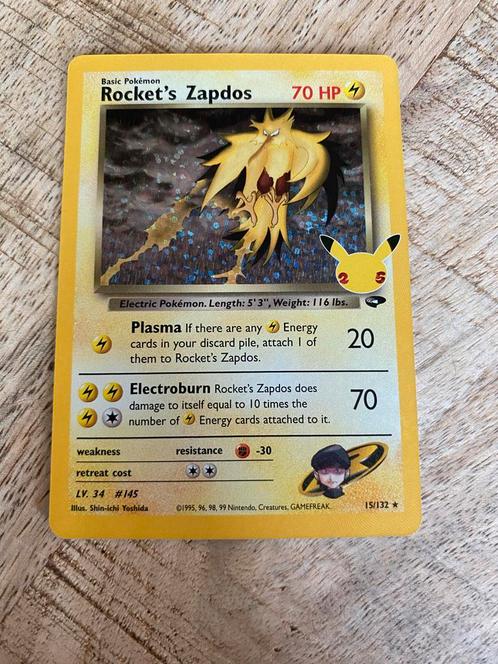 Basic Pokémon
Rocket's Zapdos 70 HP
25
Electric Pokémon. Length: 5' 3", Weight: 116 lbs.
Plasma If there are any Energy
cards in your discard pile, attach 1 of
them to Rocket's Zapdos.
20
Electroburn Rocket's Zapdos does
damage to itself equal to 10 times the
number of Energy cards attached to it.
70
weakness resistance -30
retreat cost
LV. 34 #145
Illus. Shin-ichi Yoshida ©1995, 96, 98, 99 Nintendo, Creatures, GAMEFREAK. 15/132 ★